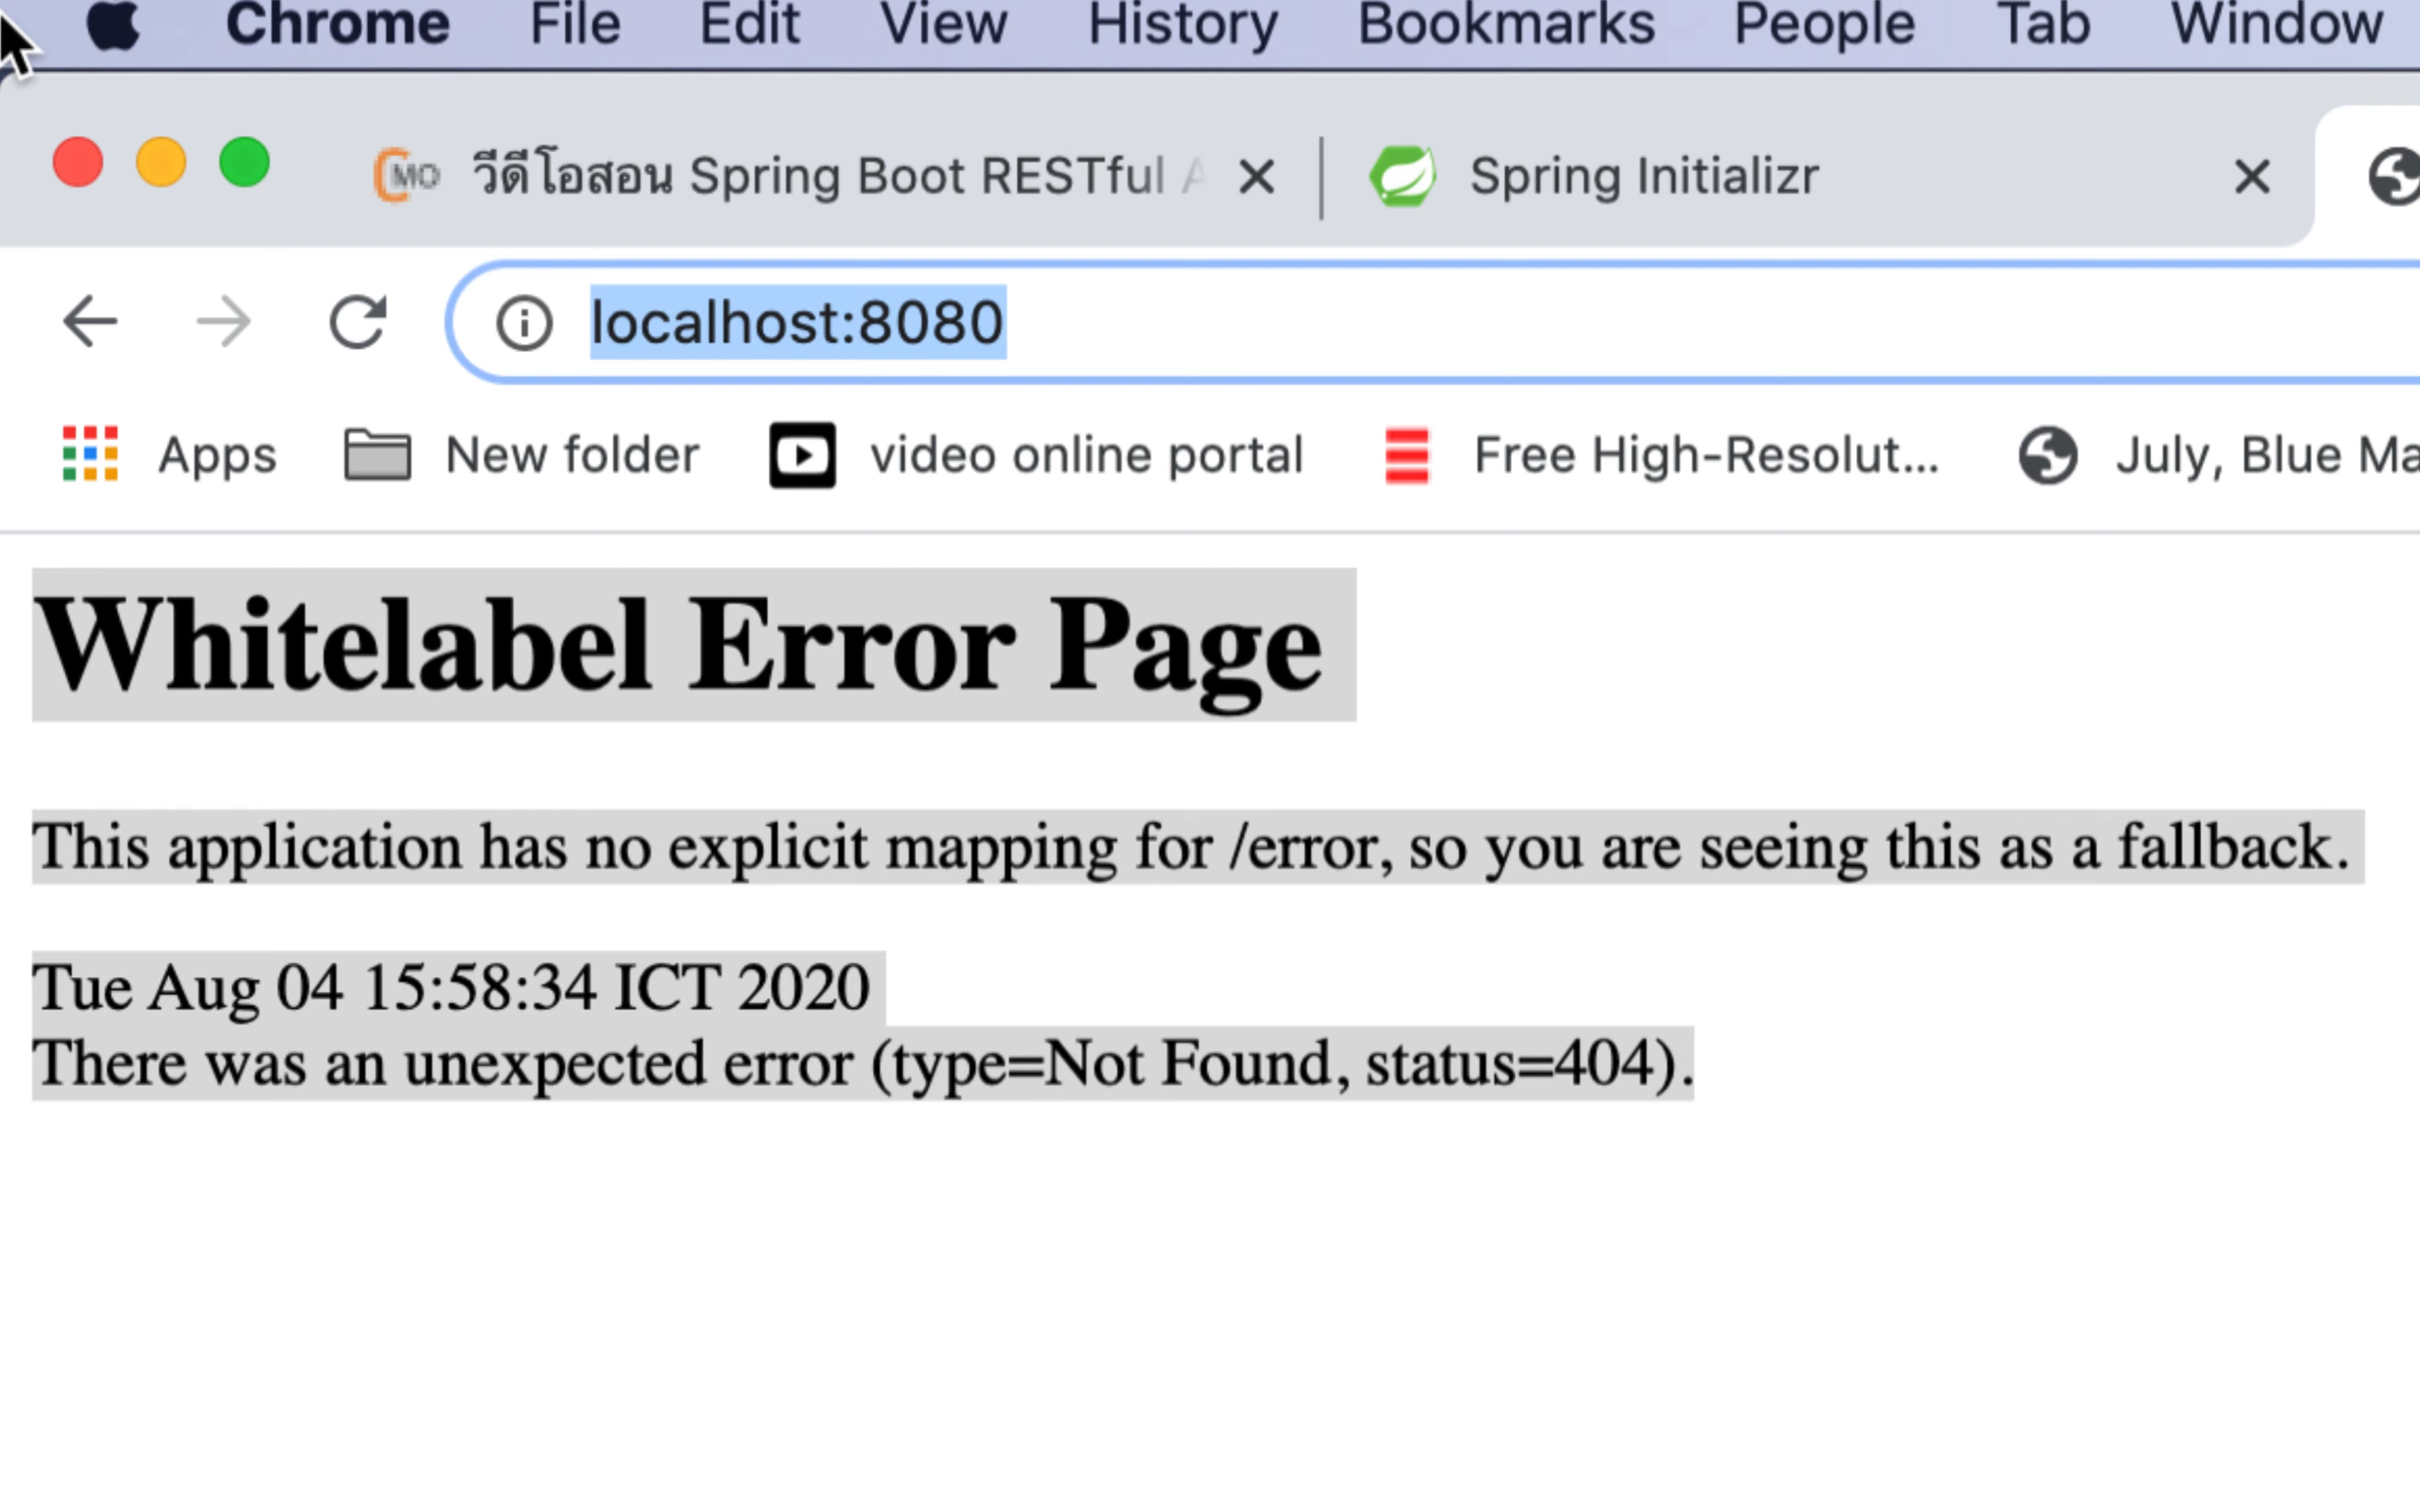 Chrome File Edit View History Bookmarks People Tab Window
MO วีดีโอสอน Spring Boot RESTful A Spring Initializr
localhost:8080
Apps New folder video online portal Free High-Resolut... July, Blue Ma
Whitelabel Error Page
This application has no explicit mapping for /error, so you are seeing this as a fallback.
Tue Aug 04 15:58:34 ICT 2020
There was an unexpected error (type=Not Found, status=404).